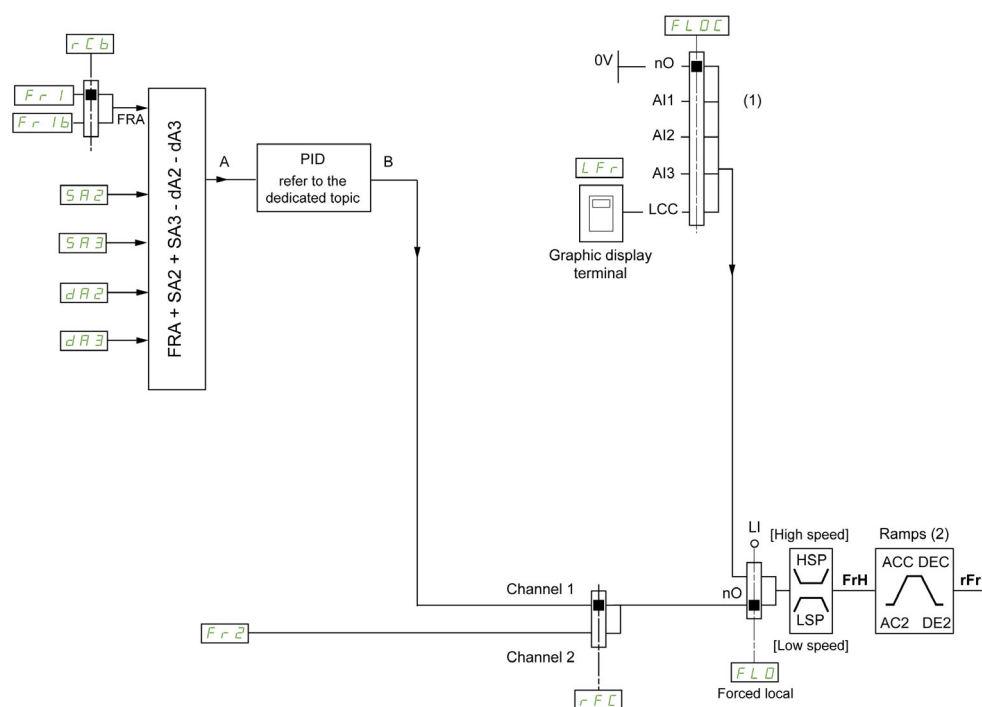 rCb
Fr1
Fr1b
FRA
SA2
SA3
dA2
dA3
FRA + SA2 + SA3 - dA2 - dA3
A
PID
refer to the
dedicated topic
B
FLOC
0V
nO
AI1
AI2
AI3
LCC
(1)
LFr
Graphic display
terminal
Channel 1
Fr2
Channel 2
rFC
LI
nO
FLO
Forced local
[High speed]
HSP
LSP
[Low speed]
FrH
Ramps (2)
ACC DEC
AC2 DE2
rFr